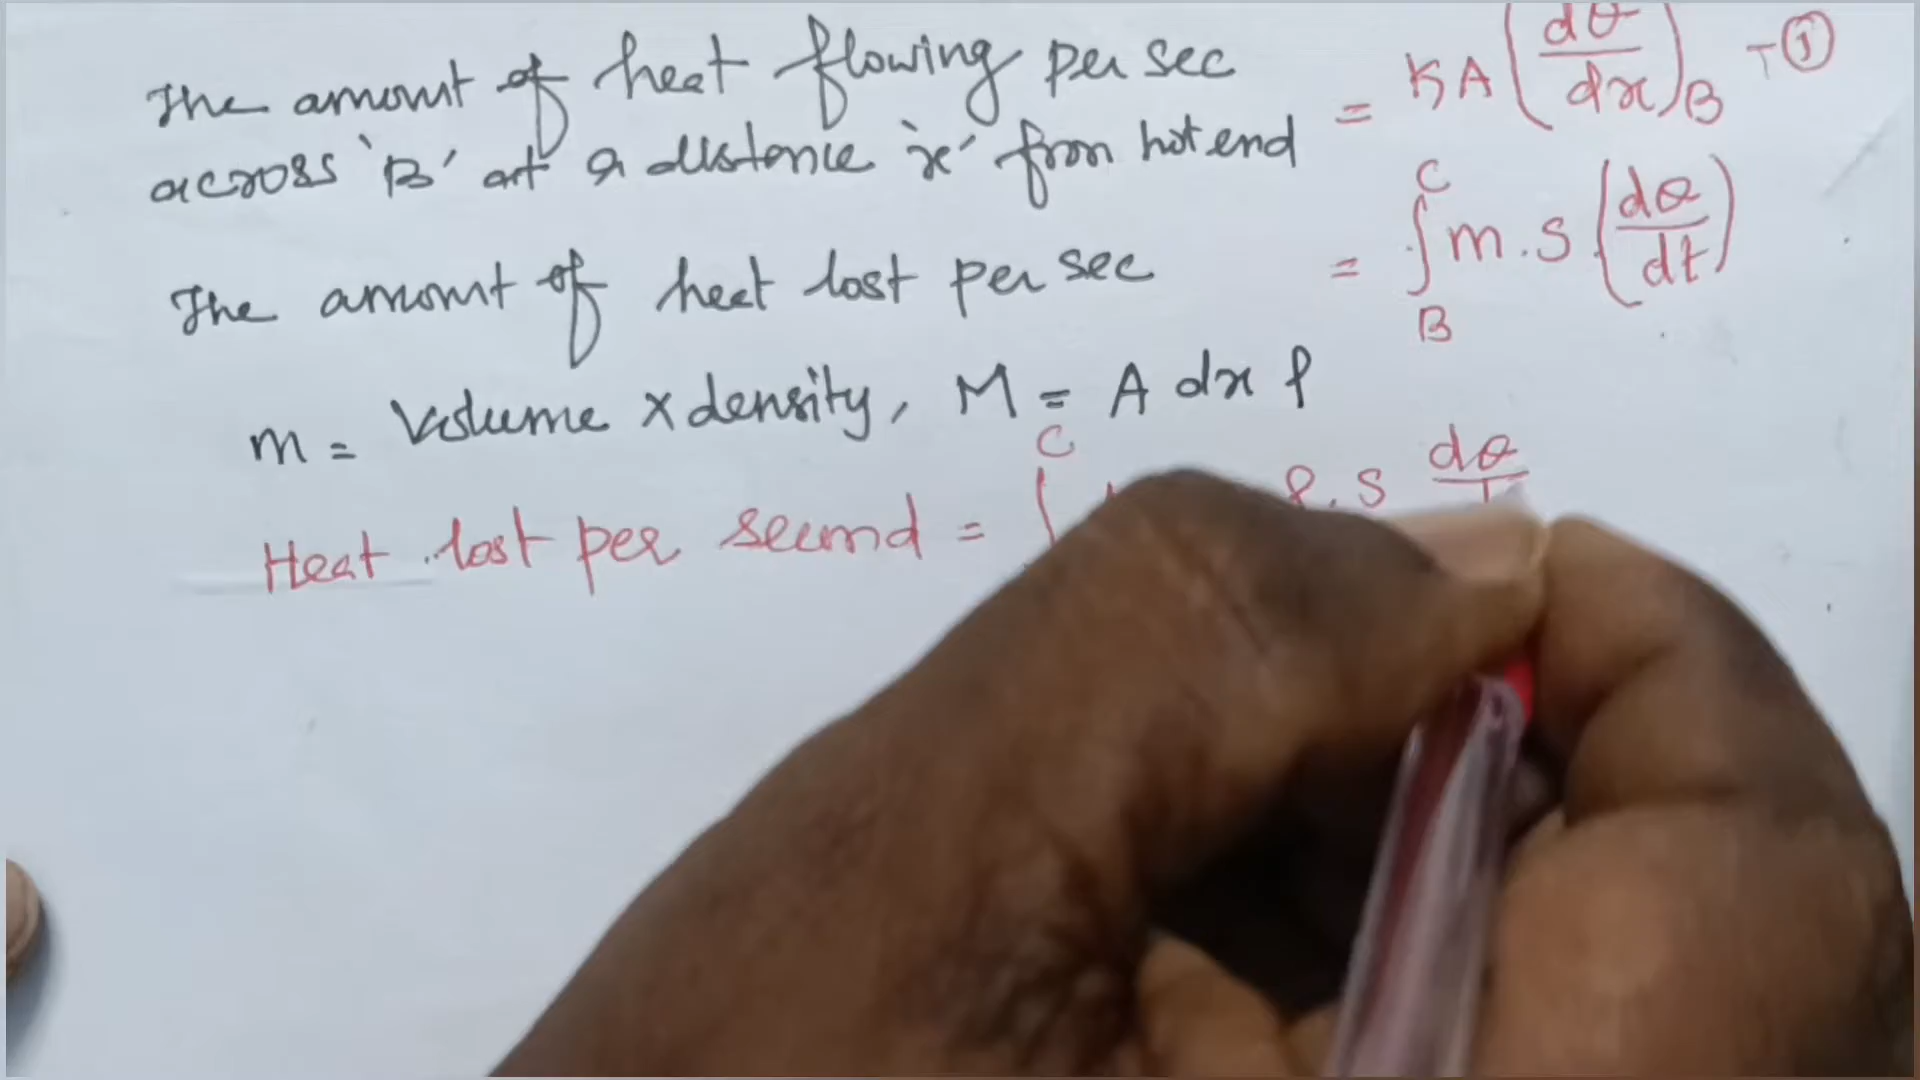 The amount of heat flowing per sec = KA (dθ/dx)B - ①
across 'B' at a distance 'x' from hot end
The amount of heat lost per sec = ∫ C B m . s (dθ/dt)
m = Volume x density, M = A dx ρ
Heat lost per second = ∫ C ρ . s dθ